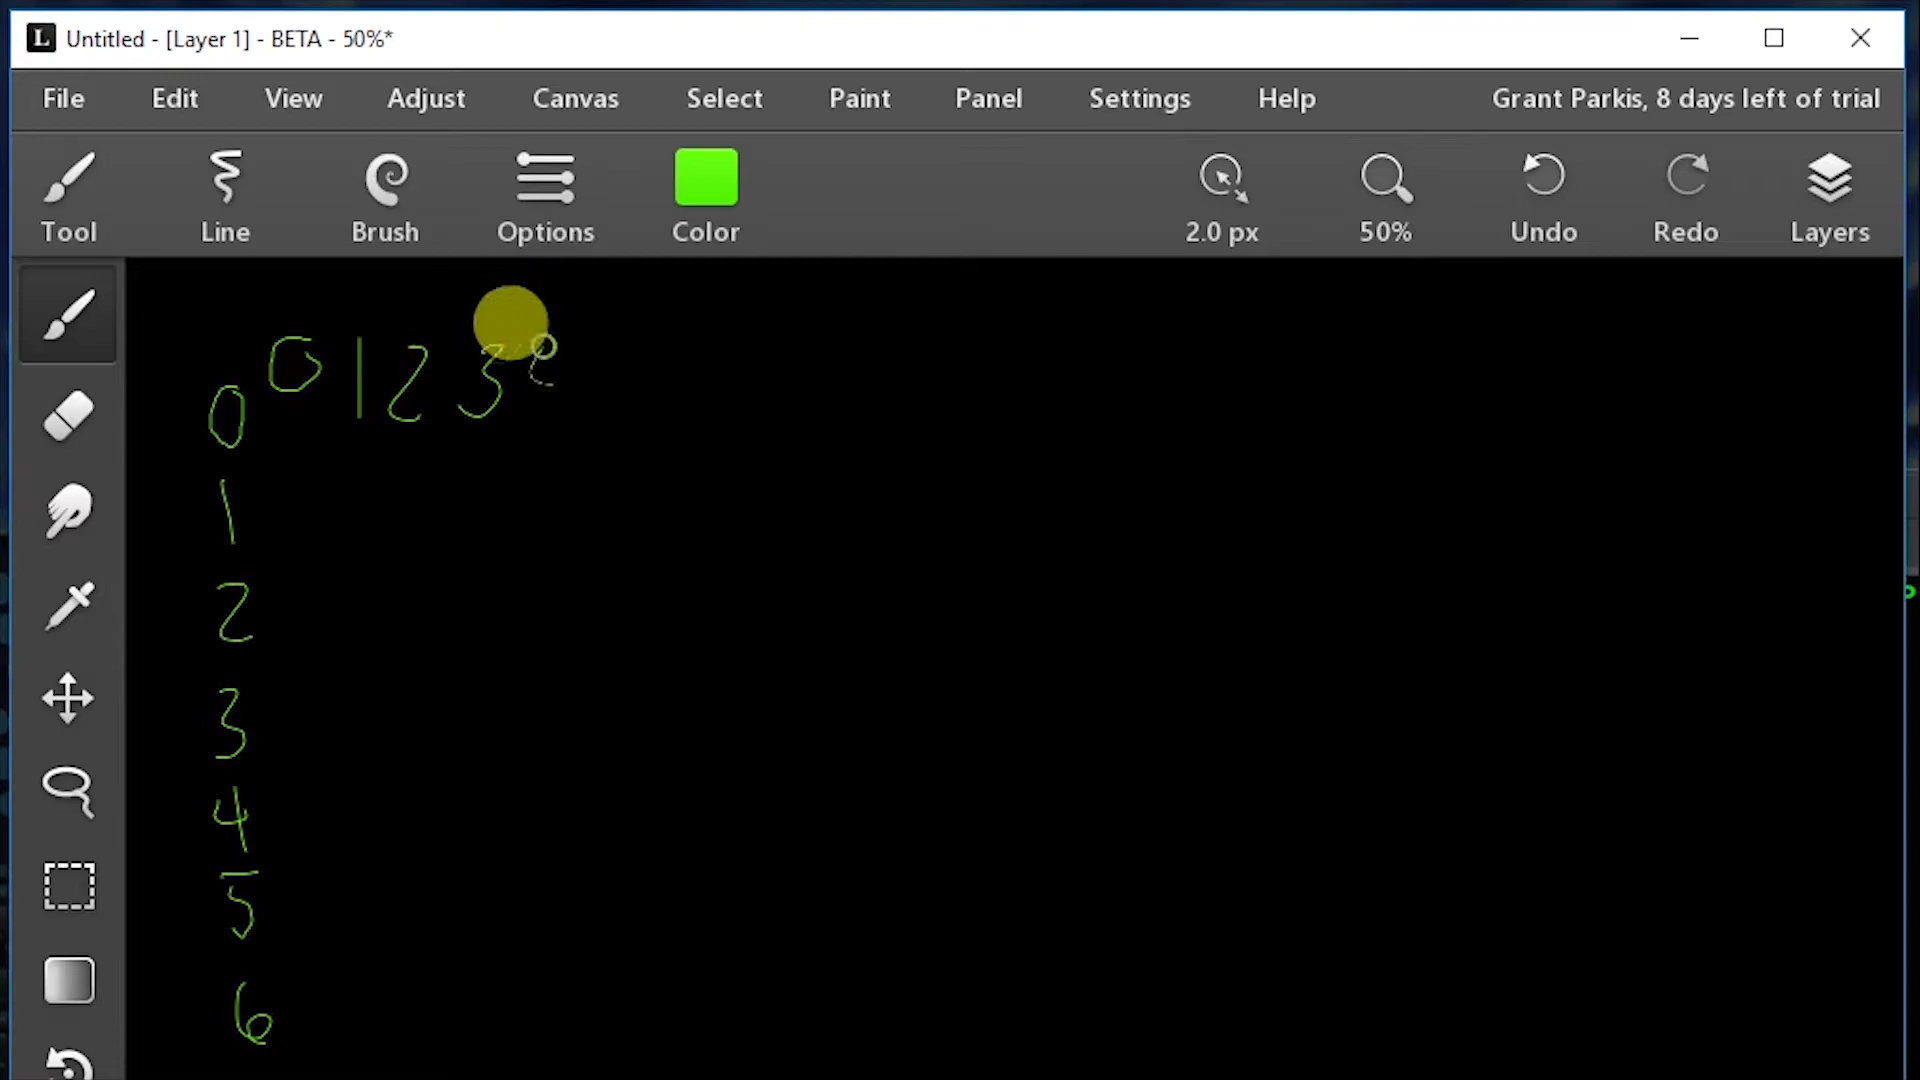 L Untitled - [Layer 1] - BETA - 50%*
File Edit View Adjust Canvas Select Paint Panel Settings Help Grant Parkis, 8 days left of trial
Tool Line Brush Options Color 2.0 px 50% Undo Redo Layers
0 1 2 3
0
1
2
3
4
5
6